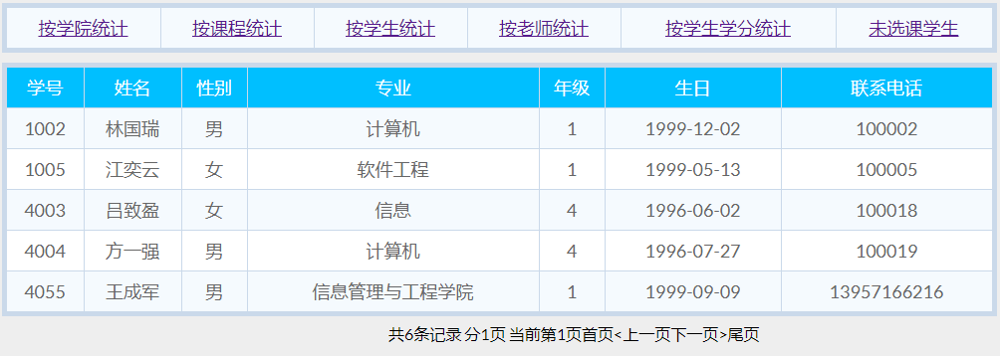 按学院统计 按课程统计 按学生统计 按老师统计 按学生学分统计 未选课学生
学号 姓名 性别 专业 年级 生日 联系电话
1002 林国瑞 男 计算机 1 1999-12-02 100002
1005 江奕云 女 软件工程 1 1999-05-13 100005
4003 吕致盈 女 信息 4 1996-06-02 100018
4004 方一强 男 计算机 4 1996-07-27 100019
4055 王成军 男 信息管理与工程学院 1 1999-09-09 13957166216
共6条记录 分1页 当前第1页首页<上一页下一页>尾页